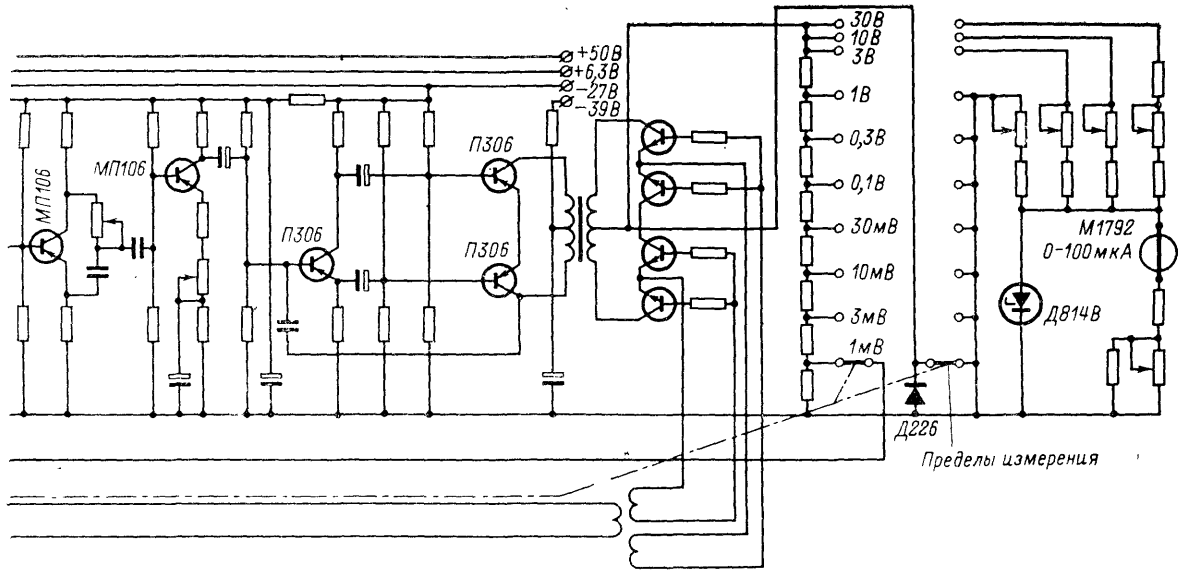 +50В
+6,3В
-27В
-39В
30В
10В
3В
1В
0,3В
0,1В
30мВ
10мВ
3мВ
1мВ
МП106
МП106
П306
П306
П306
М1792
0-100мкА
Д814В
Д226
Пределы измерения